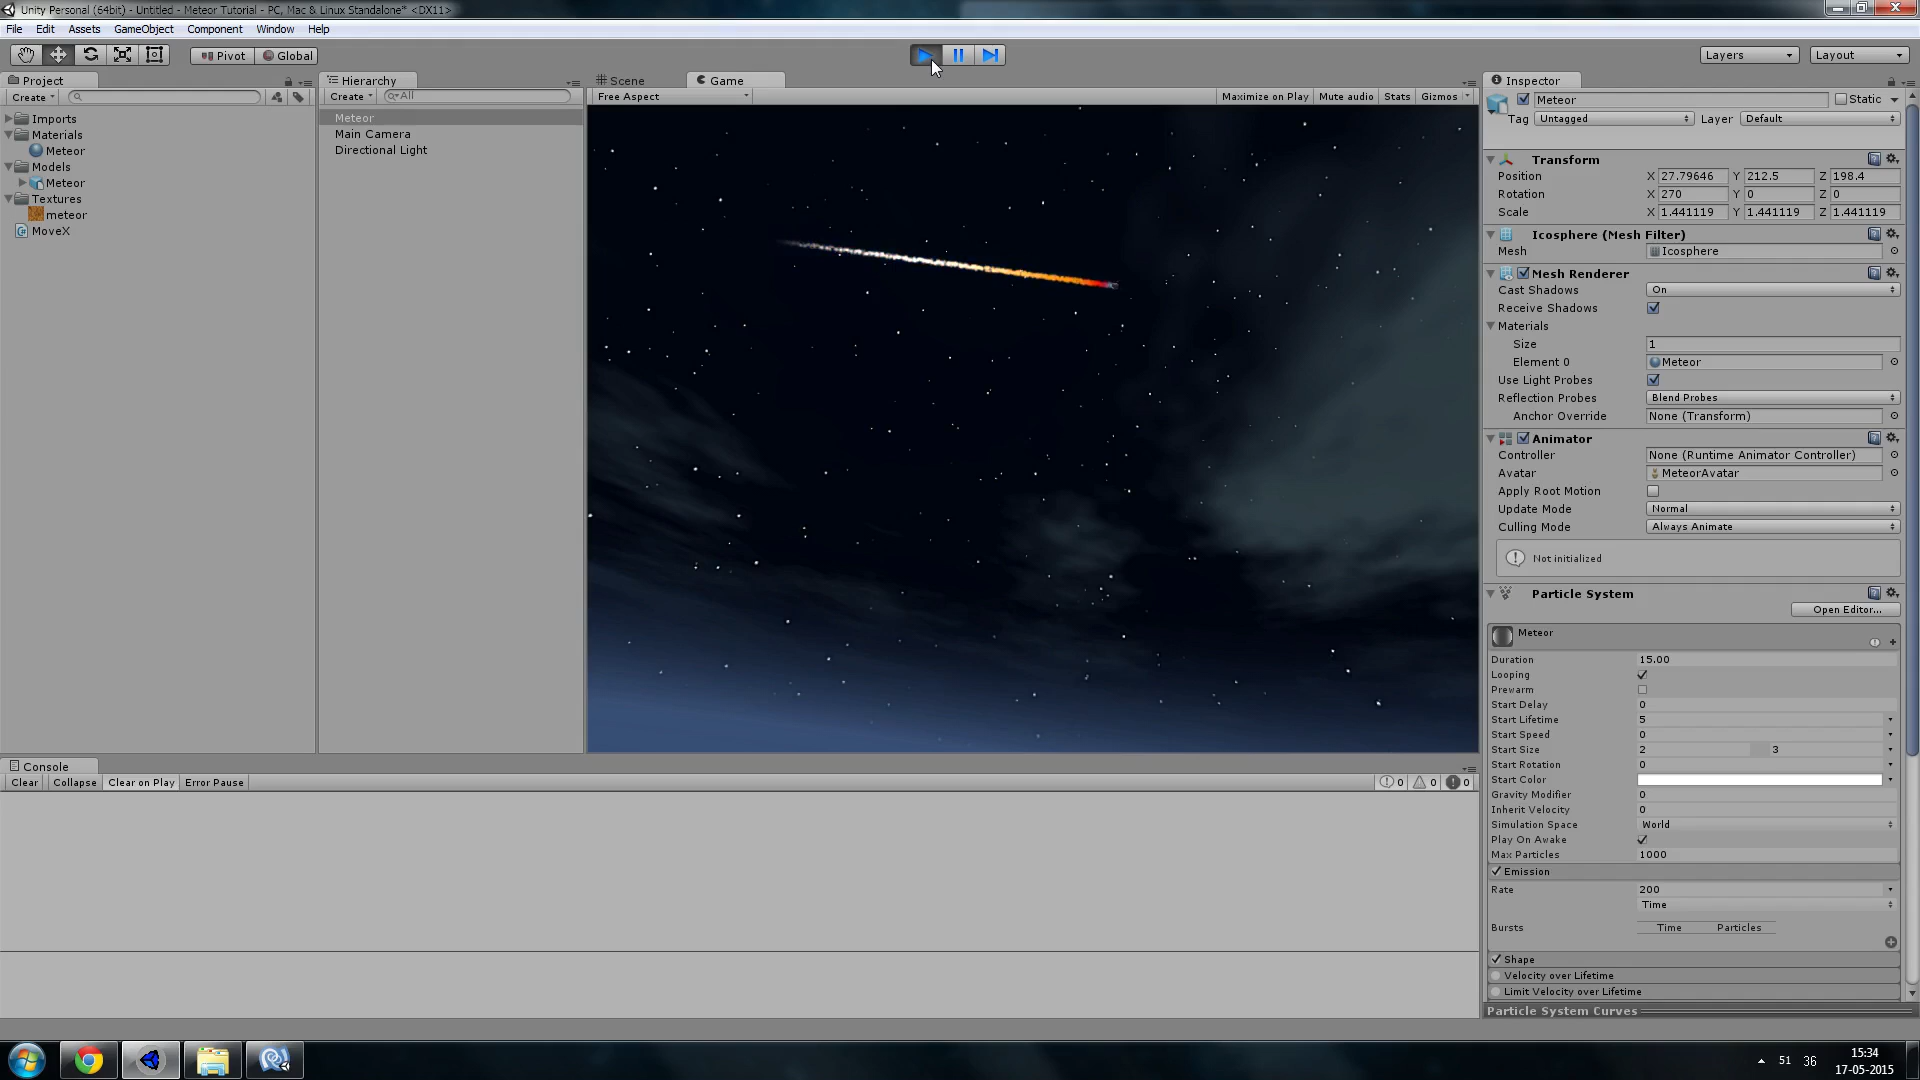 Unity Personal (64bit) - Untitled - Meteor Tutorial - PC, Mac & Linux Standalone* <DX11>
File Edit Assets GameObject Component Window Help
Pivot Global Layers Layout
Project
Create
Imports
Materials
Meteor
Models
Meteor
Textures
meteor
MoveX
Hierarchy
Create All
Meteor
Main Camera
Directional Light
Scene Game
Free Aspect Maximize on Play Mute audio Stats Gizmos
Inspector
Meteor Static
Tag Untagged Layer Default
Transform
Position X 27.79646 Y 212.5 Z 198.4
Rotation X 270 Y 0 Z 0
Scale X 1.441119 Y 1.441119 Z 1.441119
Icosphere (Mesh Filter)
Mesh Icosphere
Mesh Renderer
Cast Shadows On
Receive Shadows
Materials
Size 1
Element 0 Meteor
Use Light Probes
Reflection Probes Blend Probes
Anchor Override None (Transform)
Animator
Controller None (Runtime Animator Controller)
Avatar MeteorAvatar
Apply Root Motion
Update Mode Normal
Culling Mode Always Animate
Not initialized
Particle System
Open Editor...
Meteor
Duration 15.00
Looping
Prewarm
Start Delay 0
Start Lifetime 5
Start Speed 0
Start Size 2 3
Start Rotation 0
Start Color
Gravity Modifier 0
Inherit Velocity 0
Simulation Space World
Play On Awake
Max Particles 1000
Emission
Rate 200
Time
Bursts Time Particles
Shape
Velocity over Lifetime
Limit Velocity over Lifetime
Particle System Curves
Console
Clear Collapse Clear on Play Error Pause 0 0 0
51 36 15:34
17-05-2015